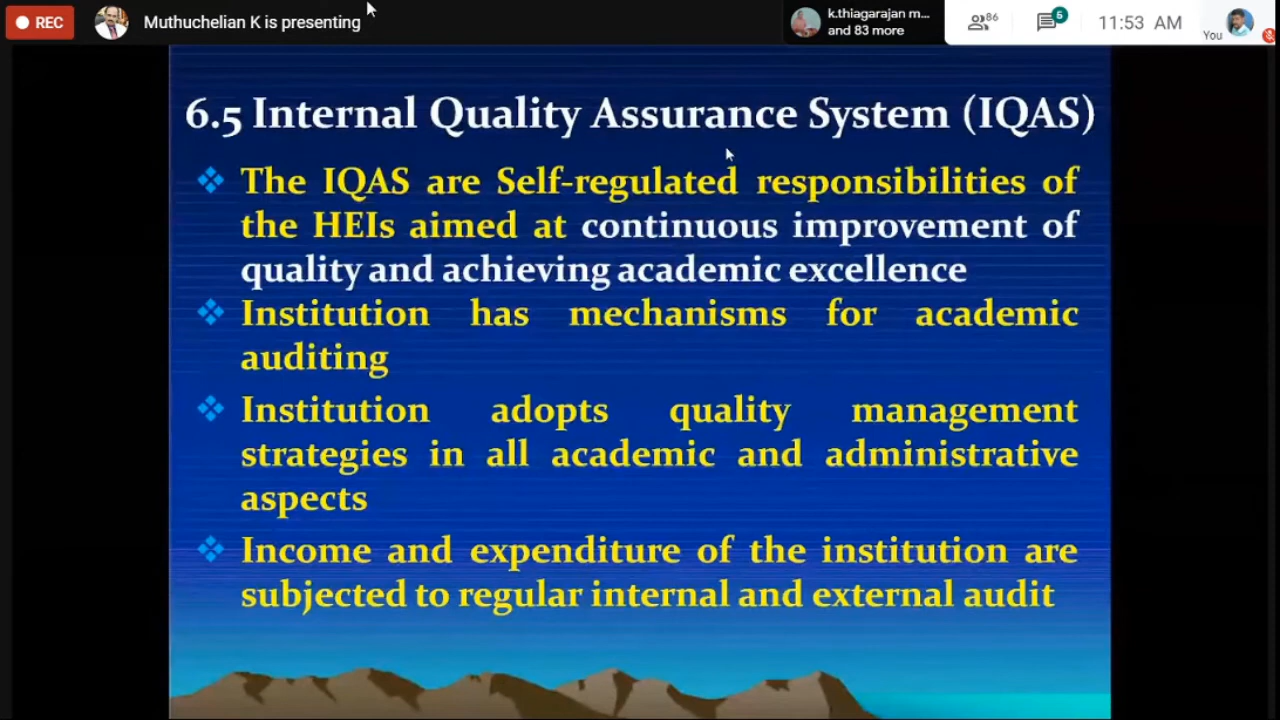 REC
Muthuchelian K is presenting
k.thiagarajan m...
and 83 more
86
6
11:53 AM
You
6.5 Internal Quality Assurance System (IQAS)
The IQAS are Self-regulated responsibilities of
the HEIs aimed at continuous improvement of
quality and achieving academic excellence
Institution has mechanisms for academic
auditing
Institution adopts quality management
strategies in all academic and administrative
aspects
Income and expenditure of the institution are
subjected to regular internal and external audit